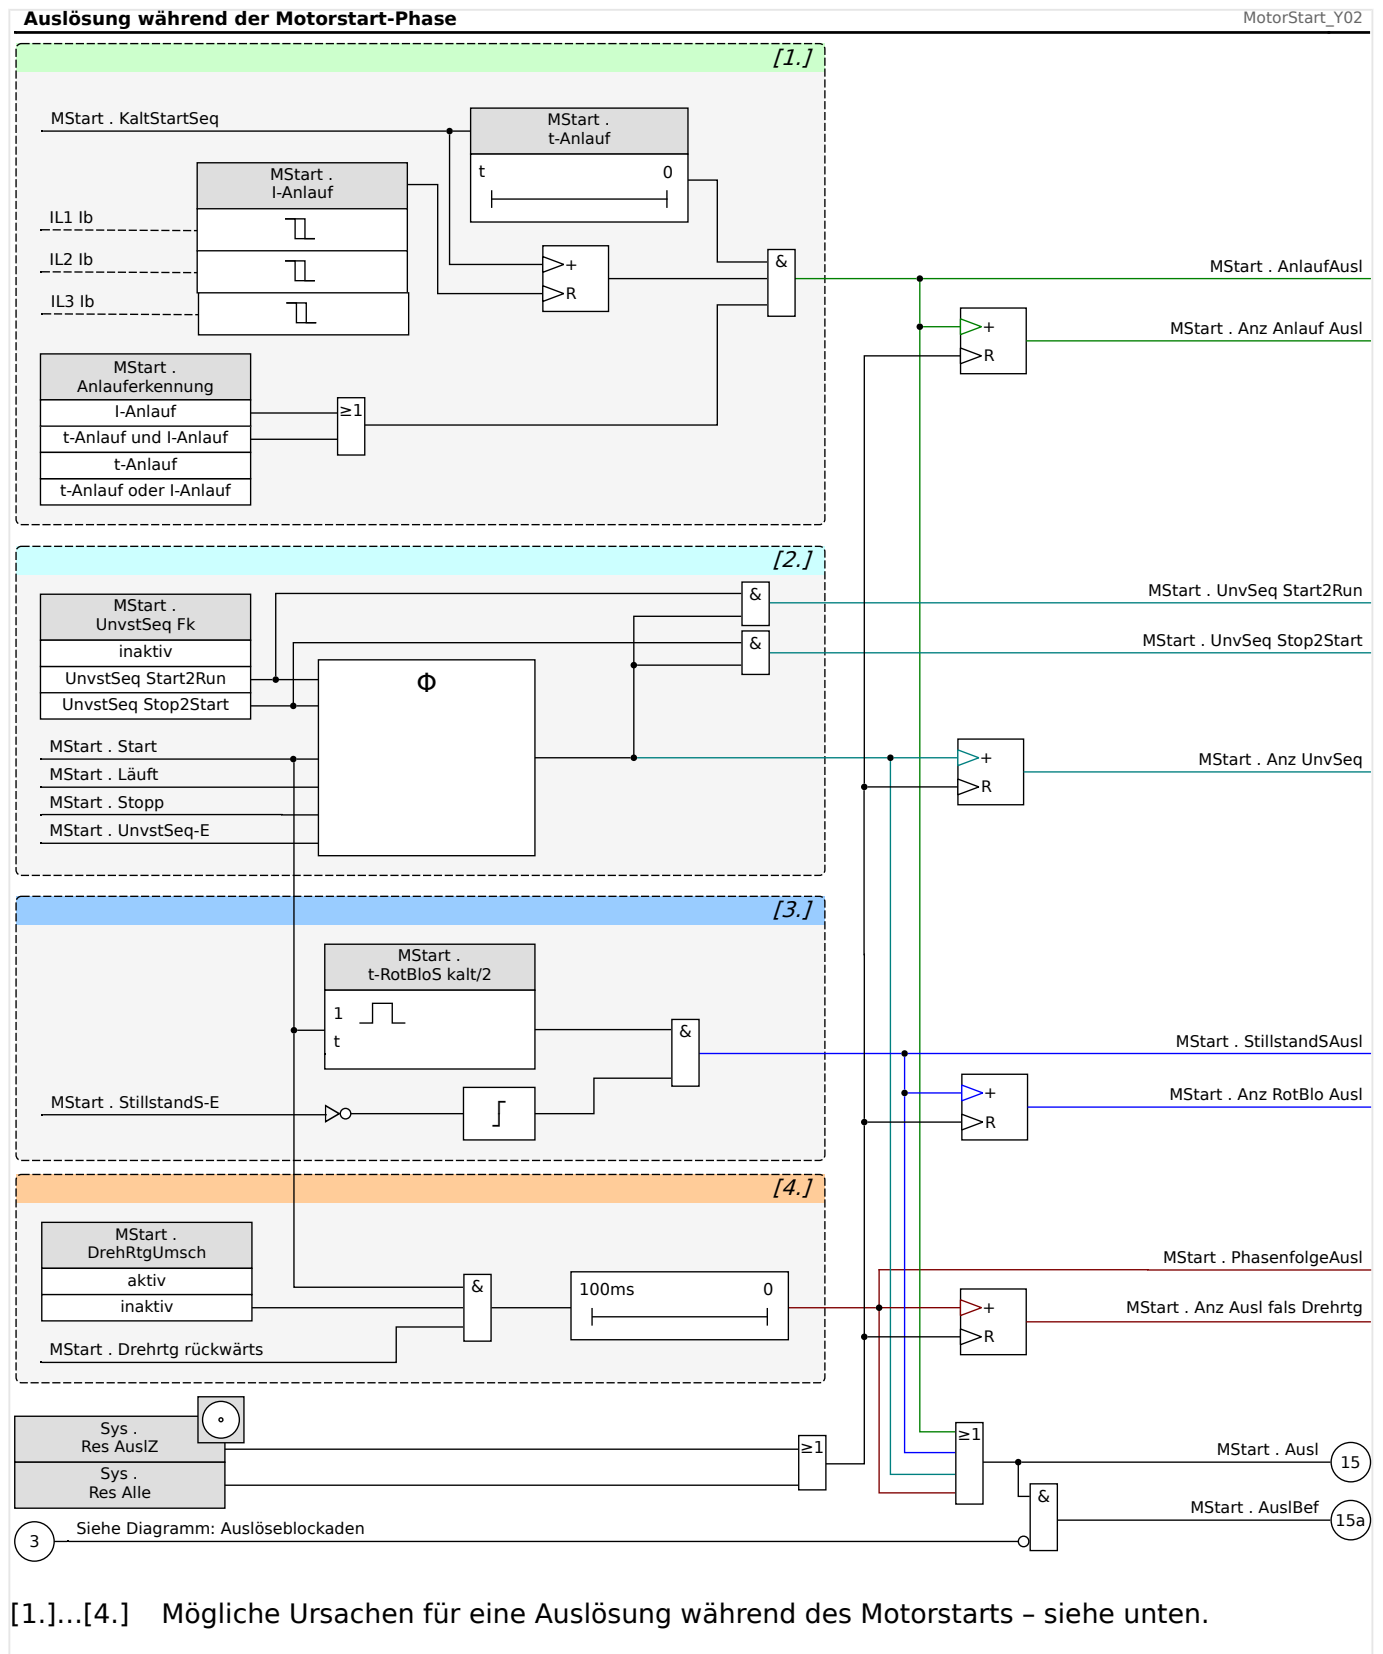 Auslösung während der Motorstart-Phase
MotorStart_Y02
[1.]
MStart . KaltStartSeq
MStart .
t-Anlauf
t
0
MStart .
I-Anlauf
IL1 Ib
IL2 Ib
IL3 Ib
+
R
&
MStart . AnlaufAusl
+
R
MStart . Anz Anlauf Ausl
MStart .
Anlauferkennung
I-Anlauf
t-Anlauf und I-Anlauf
t-Anlauf
t-Anlauf oder I-Anlauf
≥1
[2.]
MStart .
UnvstSeq Fk
inaktiv
UnvstSeq Start2Run
UnvstSeq Stop2Start
Φ
&
MStart . UnvSeq Start2Run
&
MStart . UnvSeq Stop2Start
MStart . Start
MStart . Läuft
MStart . Stopp
MStart . UnvstSeq-E
+
R
MStart . Anz UnvSeq
[3.]
MStart .
t-RotBloS kalt/2
1
t
&
MStart . StillstandSAusl
MStart . StillstandS-E
+
R
MStart . Anz RotBlo Ausl
[4.]
MStart .
DrehRtgUmsch
aktiv
inaktiv
MStart . Drehrtg rückwärts
&
100ms
0
MStart . PhasenfolgeAusl
+
R
MStart . Anz Ausl fals Drehrtg
Sys .
Res AuslZ
Sys .
Res Alle
≥1
≥1
MStart . Ausl
15
&
MStart . AuslBef
15a
3
Siehe Diagramm: Auslöseblockaden
[1.]…[4.] Mögliche Ursachen für eine Auslösung während des Motorstarts – siehe unten.